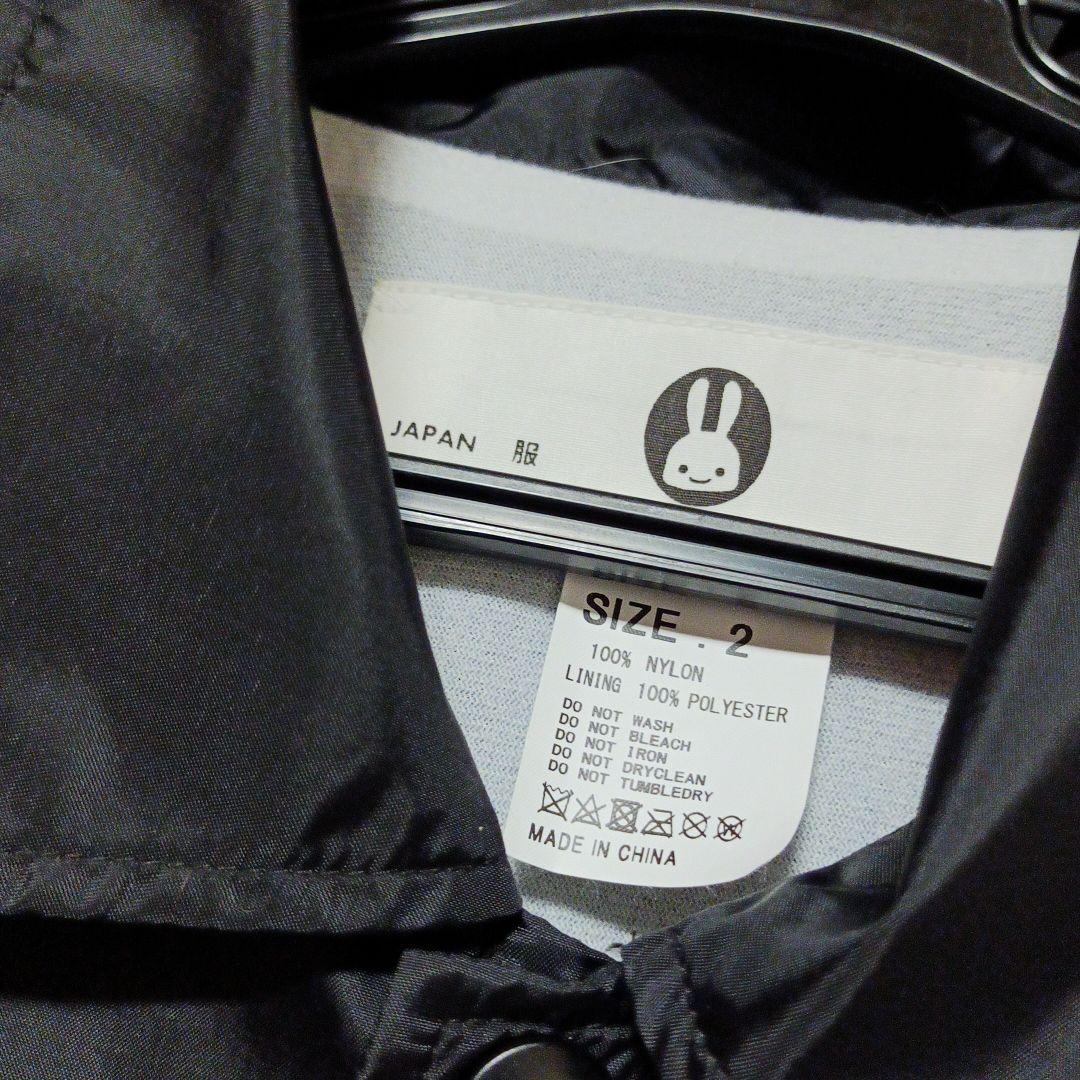 JAPAN 服
SIZE . 2
100% NYLON
LINING 100% POLYESTER
DO NOT WASH
DO NOT BLEACH
DO NOT IRON
DO NOT DRYCLEAN
DO NOT TUMBLEDRY
MADE IN CHINA